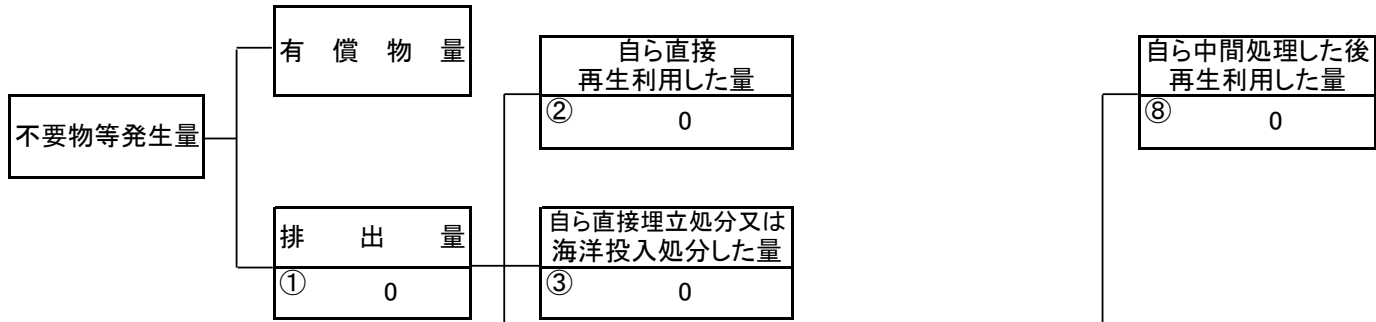 有償物量
自ら直接
再生利用した量
②
0
自ら中間処理した後
再生利用した量
⑧
0
不要物等発生量
排出量
①
0
自ら直接埋立処分又は
海洋投入処分した量
③
0